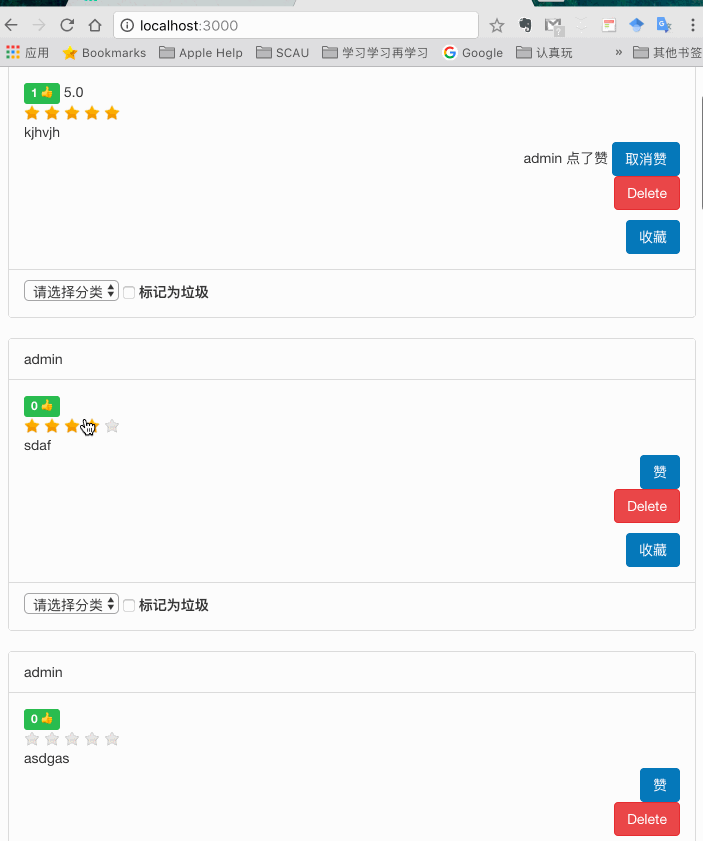 localhost:3000
应用 Bookmarks Apple Help SCAU 学习学习再学习 Google 认真玩 » 其他书签
1 👍 5.0
kjhvjh
admin 点了赞 取消赞
Delete
收藏
请选择分类 标记为垃圾
admin
0 👍
sdaf
赞
Delete
收藏
请选择分类 标记为垃圾
admin
0 👍
asdgas
赞
Delete